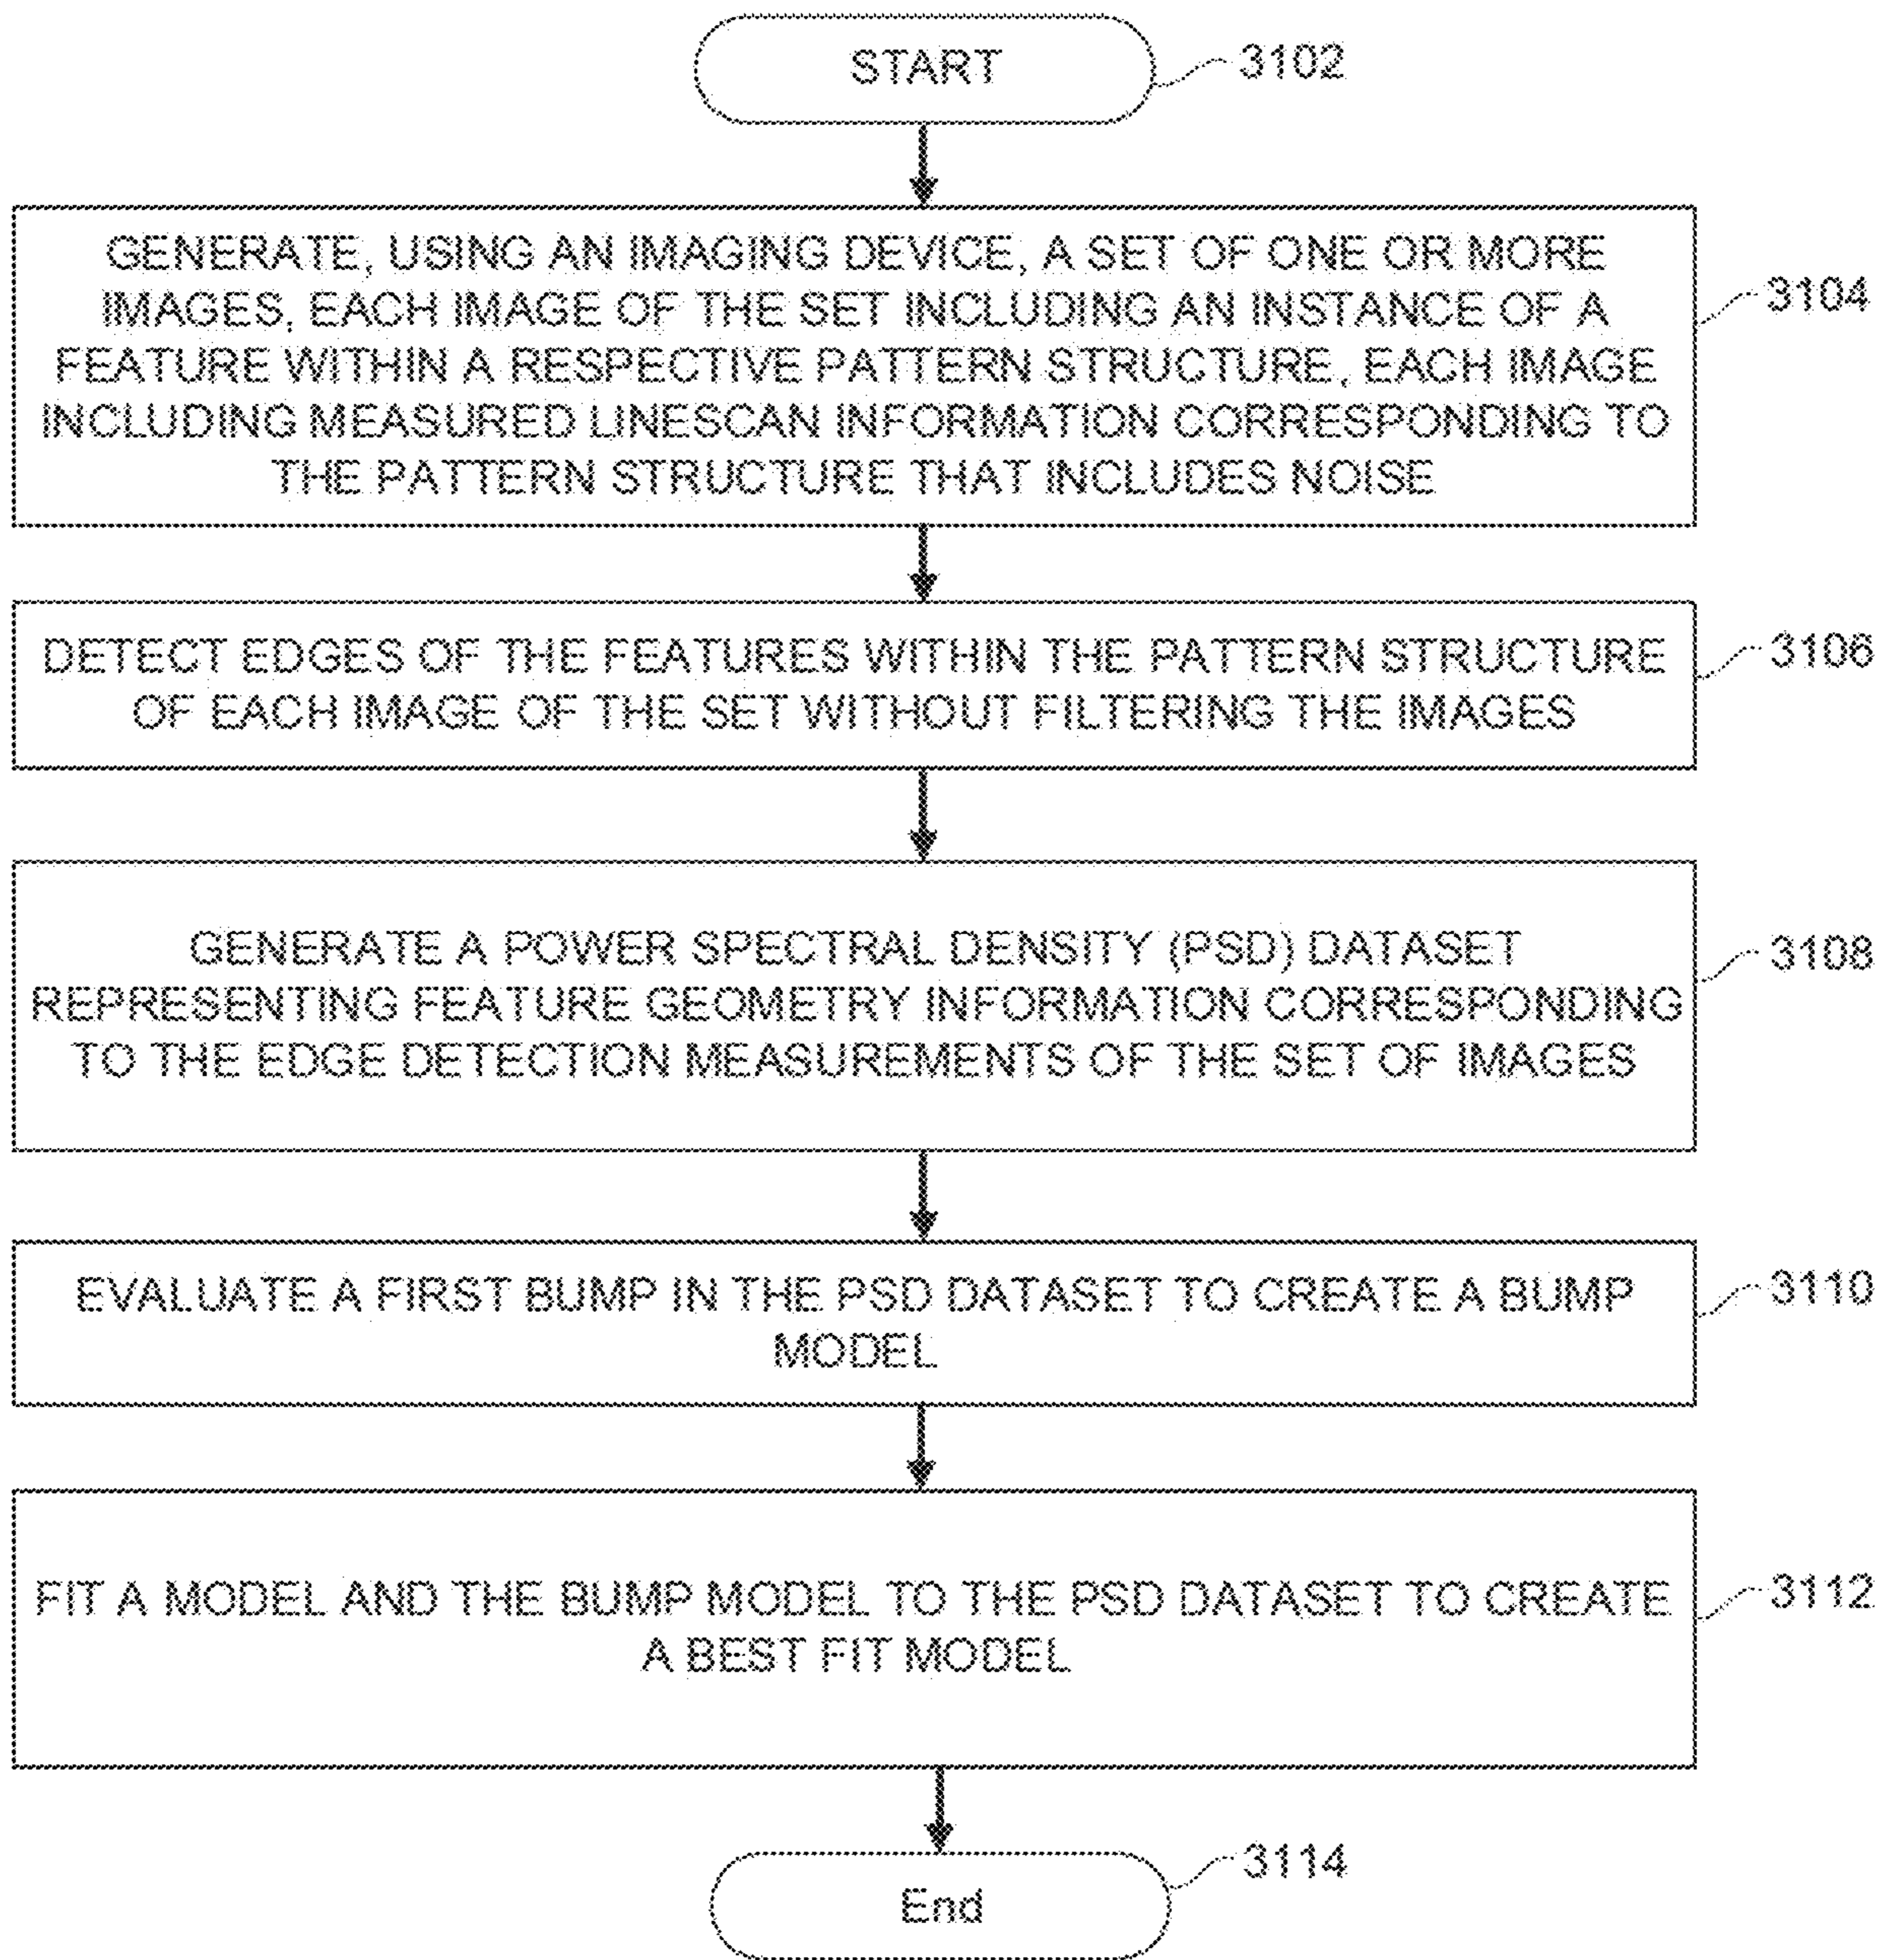 START
3102
GENERATE, USING AN IMAGING DEVICE, A SET OF ONE OR MORE
IMAGES, EACH IMAGE OF THE SET INCLUDING AN INSTANCE OF A
FEATURE WITHIN A RESPECTIVE PATTERN STRUCTURE, EACH IMAGE
INCLUDING MEASURED LINESCAN INFORMATION CORRESPONDING TO
THE PATTERN STRUCTURE THAT INCLUDES NOISE
3104
DETECT EDGES OF THE FEATURES WITHIN THE PATTERN STRUCTURE
OF EACH IMAGE OF THE SET WITHOUT FILTERING THE IMAGES
3106
GENERATE A POWER SPECTRAL DENSITY (PSD) DATASET
REPRESENTING FEATURE GEOMETRY INFORMATION CORRESPONDING
TO THE EDGE DETECTION MEASUREMENTS OF THE SET OF IMAGES
3108
EVALUATE A FIRST BUMP IN THE PSD DATASET TO CREATE A BUMP
MODEL
3110
FIT A MODEL AND THE BUMP MODEL TO THE PSD DATASET TO CREATE
A BEST FIT MODEL
3112
End
3114